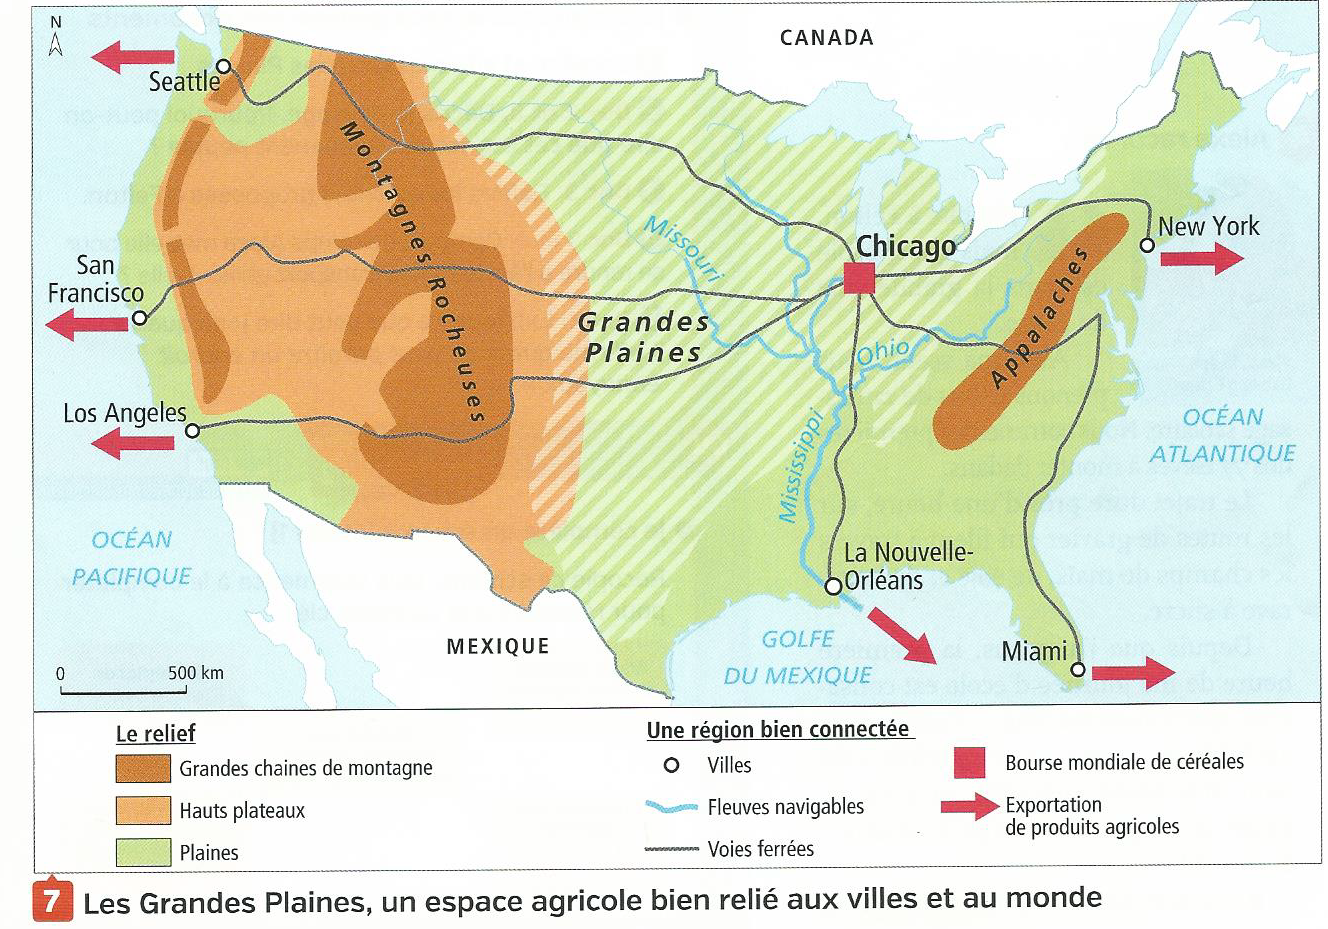 N
CANADA
Seattle
Montagnes Rocheuses
Missouri
Chicago
New York
San
Francisco
Grandes
Plaines
Ohio
Appalaches
Los Angeles
Mississippi
OCÉAN
ATLANTIQUE
OCÉAN
PACIFIQUE
La Nouvelle-
Orléans
MEXIQUE
GOLFE
DU MEXIQUE
Miami
0 500 km
Le relief
Grandes chaines de montagne
Hauts plateaux
Plaines
Une région bien connectée
Villes
Fleuves navigables
Voies ferrées
Bourse mondiale de céréales
Exportation
de produits agricoles
7 Les Grandes Plaines, un espace agricole bien relié aux villes et au monde